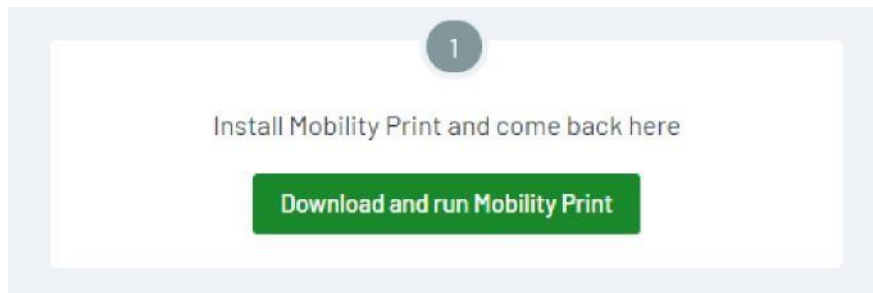 1
Install Mobility Print and come back here
Download and run Mobility Print